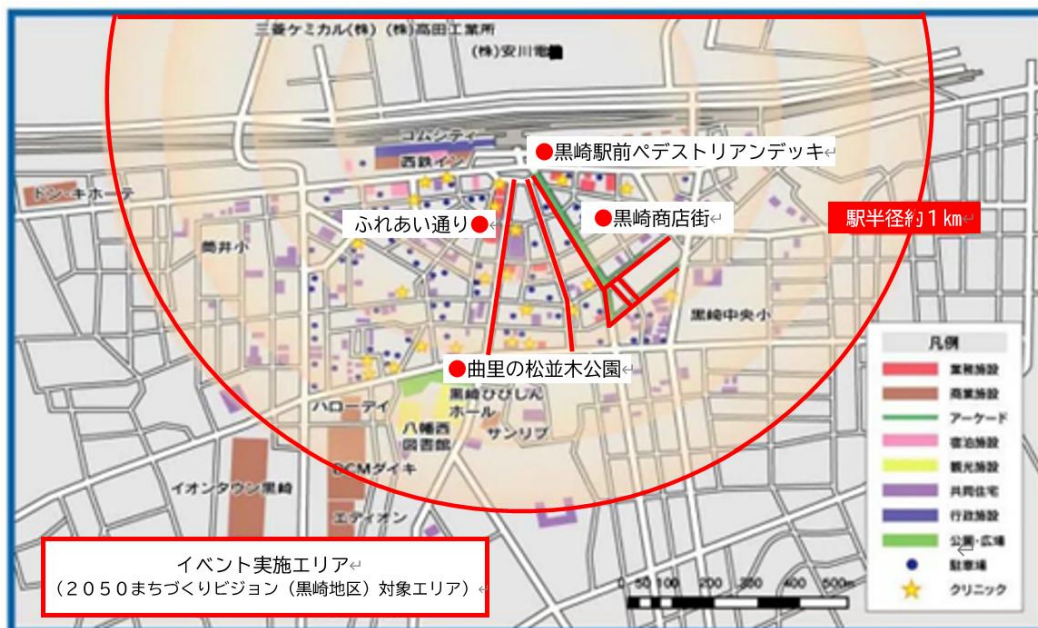 三菱ケミカル(株) (株)高田工業所
(株)安川電
コムシティ
西鉄イン
●黒崎駅前ペデストリアンデッキ
ドン・キホーテ
ふれあい通り●
●黒崎商店街
駅半径約1km
筒井小
黒崎中央小
●曲里の松並木公園
ハローデイ
黒崎ひびしん
ホール
八幡西
図書館
サンリブ
DCMダイキ
イオンタウン黒崎
エディオン
凡例
業務施設
商業施設
アーケード
宿泊施設
観光施設
共同住宅
行政施設
公園・広場
駐車場
クリニック
イベント実施エリア
(2050まちづくりビジョン(黒崎地区)対象エリア)
0 50 100 200 300 400 500m